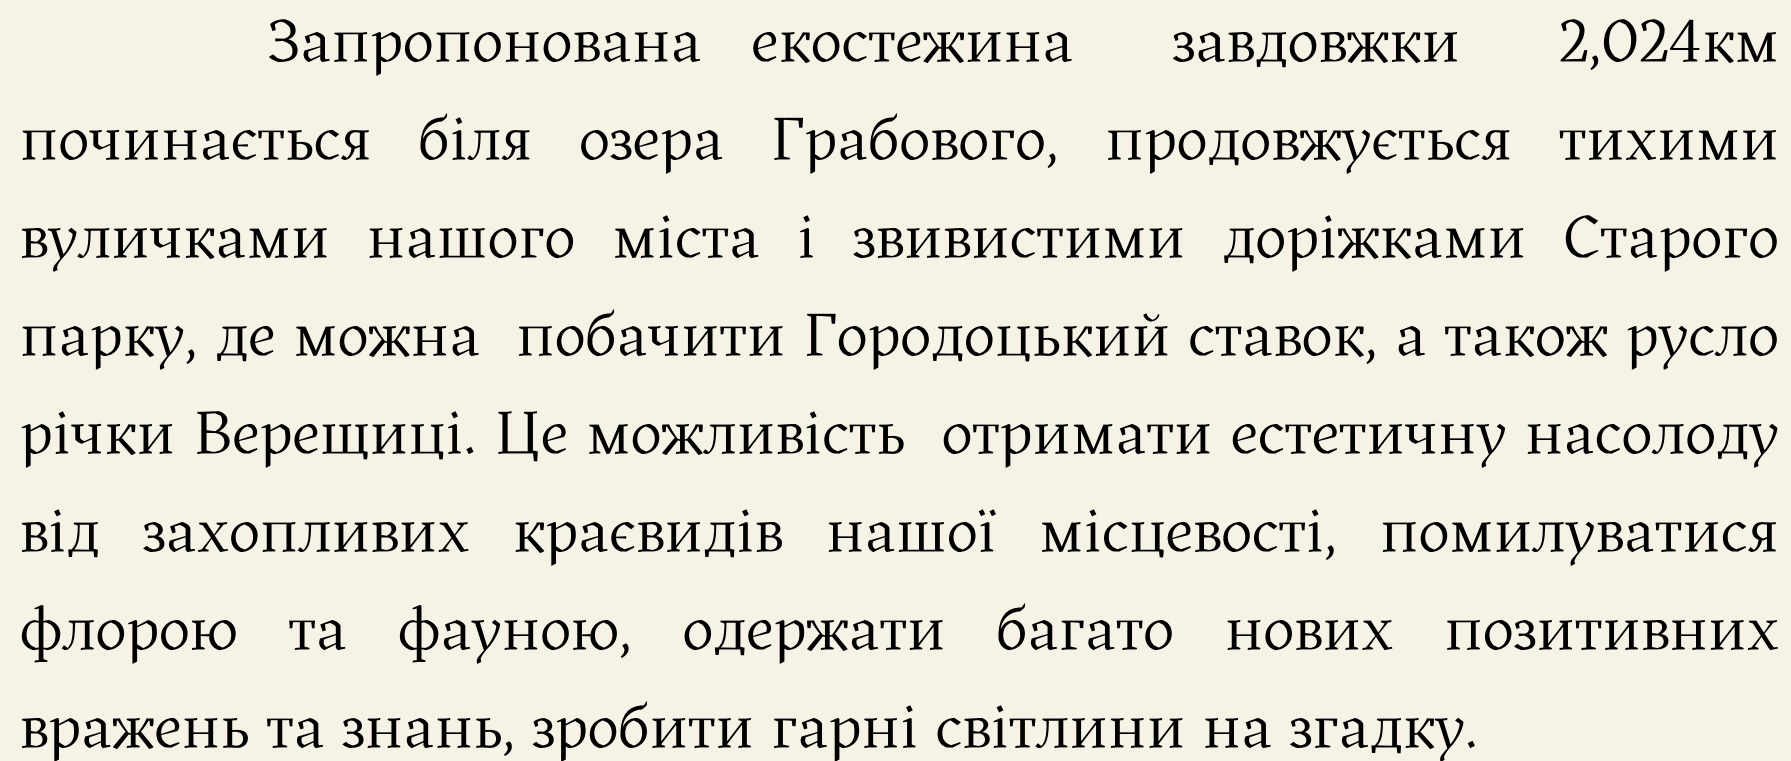 Запропонована екостежина завдовжки 2,024км
починається біля озера Грабового, продовжується тихими
вуличками нашого міста і звивистими доріжками Старого
парку, де можна побачити Городоцький ставок, а також русло
річки Верещиці. Це можливість отримати естетичну насолоду
від захопливих краєвидів нашої місцевості, помилуватися
флорою та фауною, одержати багато нових позитивних
вражень та знань, зробити гарні світлини на згадку.